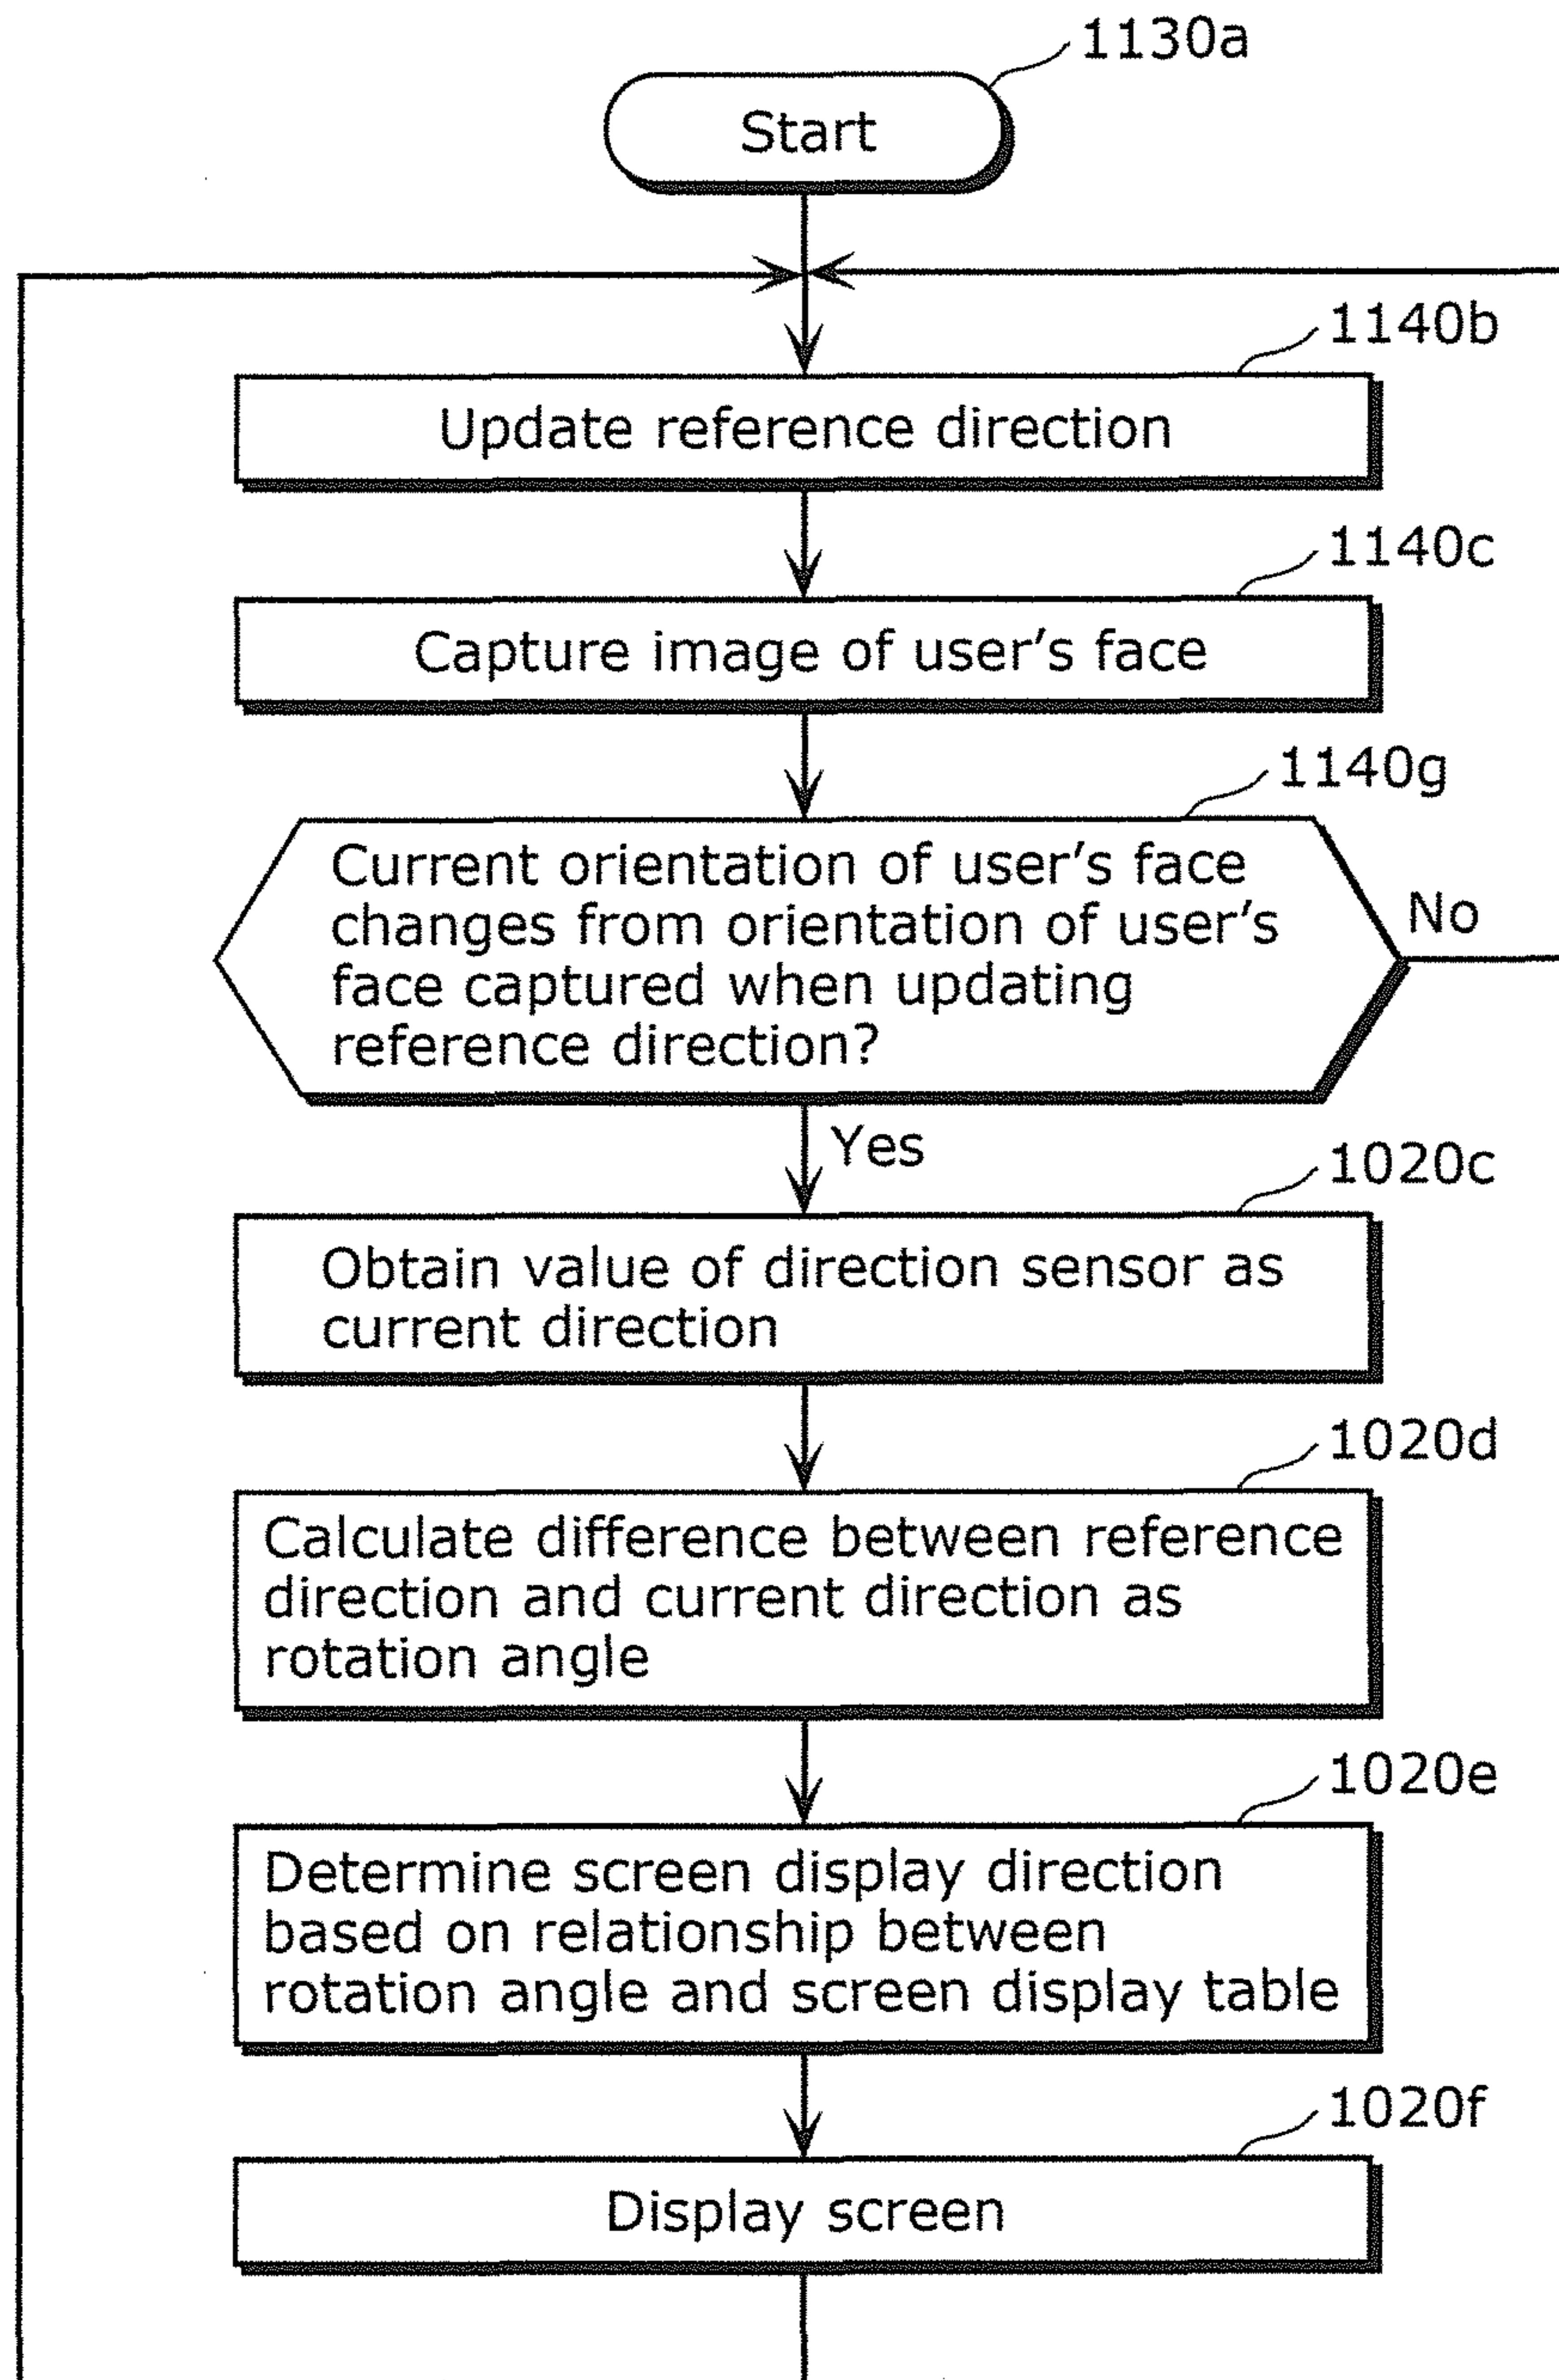 1130a
Start
1140b
Update reference direction
1140c
Capture image of user's face
1140g
Current orientation of user's face
changes from orientation of user's
face captured when updating
reference direction?
No
Yes
1020c
Obtain value of direction sensor as
current direction
1020d
Calculate difference between reference
direction and current direction as
rotation angle
1020e
Determine screen display direction
based on relationship between
rotation angle and screen display table
1020f
Display screen